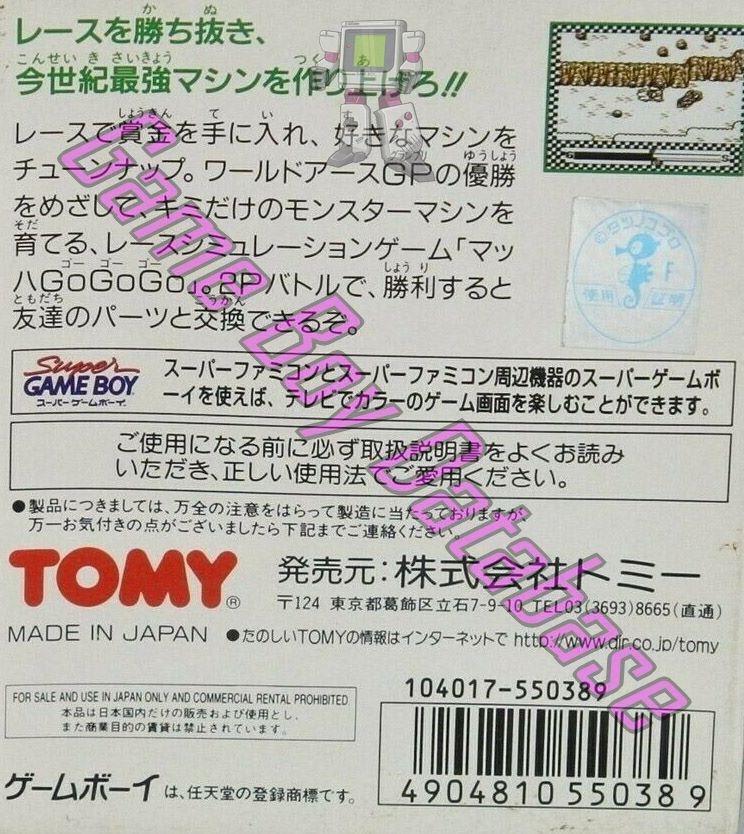 レースを勝ち抜き、
今世紀最強マシンを作り上げろ!!
レースで賞金を手に入れ、好きなマシンを
チューンナップ。ワールドアースGPの優勝
をめざして、キミだけのモンスターマシンを
育てる、レースシミュレーションゲーム「マッ
ハGoGoGo」。2Pバトルで、勝利すると
友達のパーツと交換できるぞ。
©タツノコプロ
使用 証明
Super
GAME BOY
スーパーゲームボーイ
スーパーファミコンとスーパーファミコン周辺機器のスーパーゲームボ
ーイを使えば、テレビでカラーのゲーム画面を楽しむことができます。
ご使用になる前に必ず取扱説明書をよくお読み
いただき、正しい使用法でご愛用ください。
●製品につきましては、万全の注意をはらって製造に当たっておりますが、
万一お気付きの点がございましたら下記までご連絡ください。
TOMY®
発売元:株式会社トミー
〒124 東京都葛飾区立石7-9-10 TEL03(3693)8665(直通)
MADE IN JAPAN ●たのしいTOMYの情報はインターネットで http://www.dir.co.jp/tomy
FOR SALE AND USE IN JAPAN ONLY AND COMMERCIAL RENTAL PROHIBITED
本品は日本国内だけの販売および使用とし、
また商業目的の賃貸は禁止されています。
104017-550389
4904810550389
ゲームボーイは、任天堂の登録商標です。
Game Boy Database